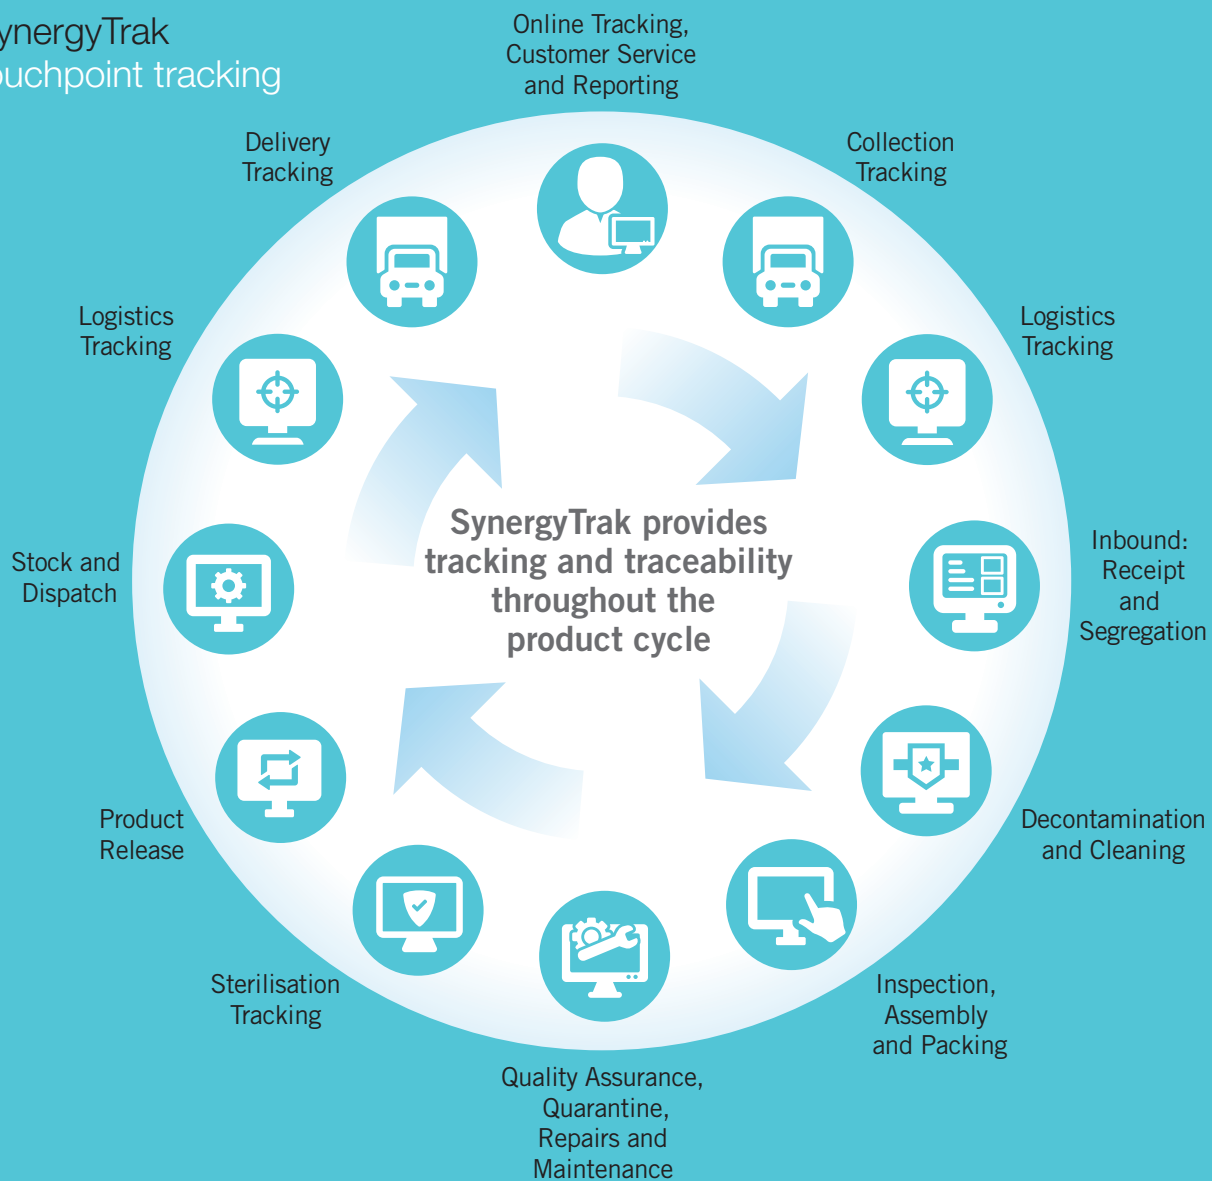 ynergyTrak
ouchpoint tracking
Online Tracking,
Customer Service
and Reporting
Collection
Tracking
Logistics
Tracking
Inbound:
Receipt
and
Segregation
Decontamination
and Cleaning
Inspection,
Assembly
and Packing
Quality Assurance,
Quarantine,
Repairs and
Maintenance
Sterilisation
Tracking
Product
Release
Stock and
Dispatch
Logistics
Tracking
Delivery
Tracking
SynergyTrak provides
tracking and traceability
throughout the
product cycle